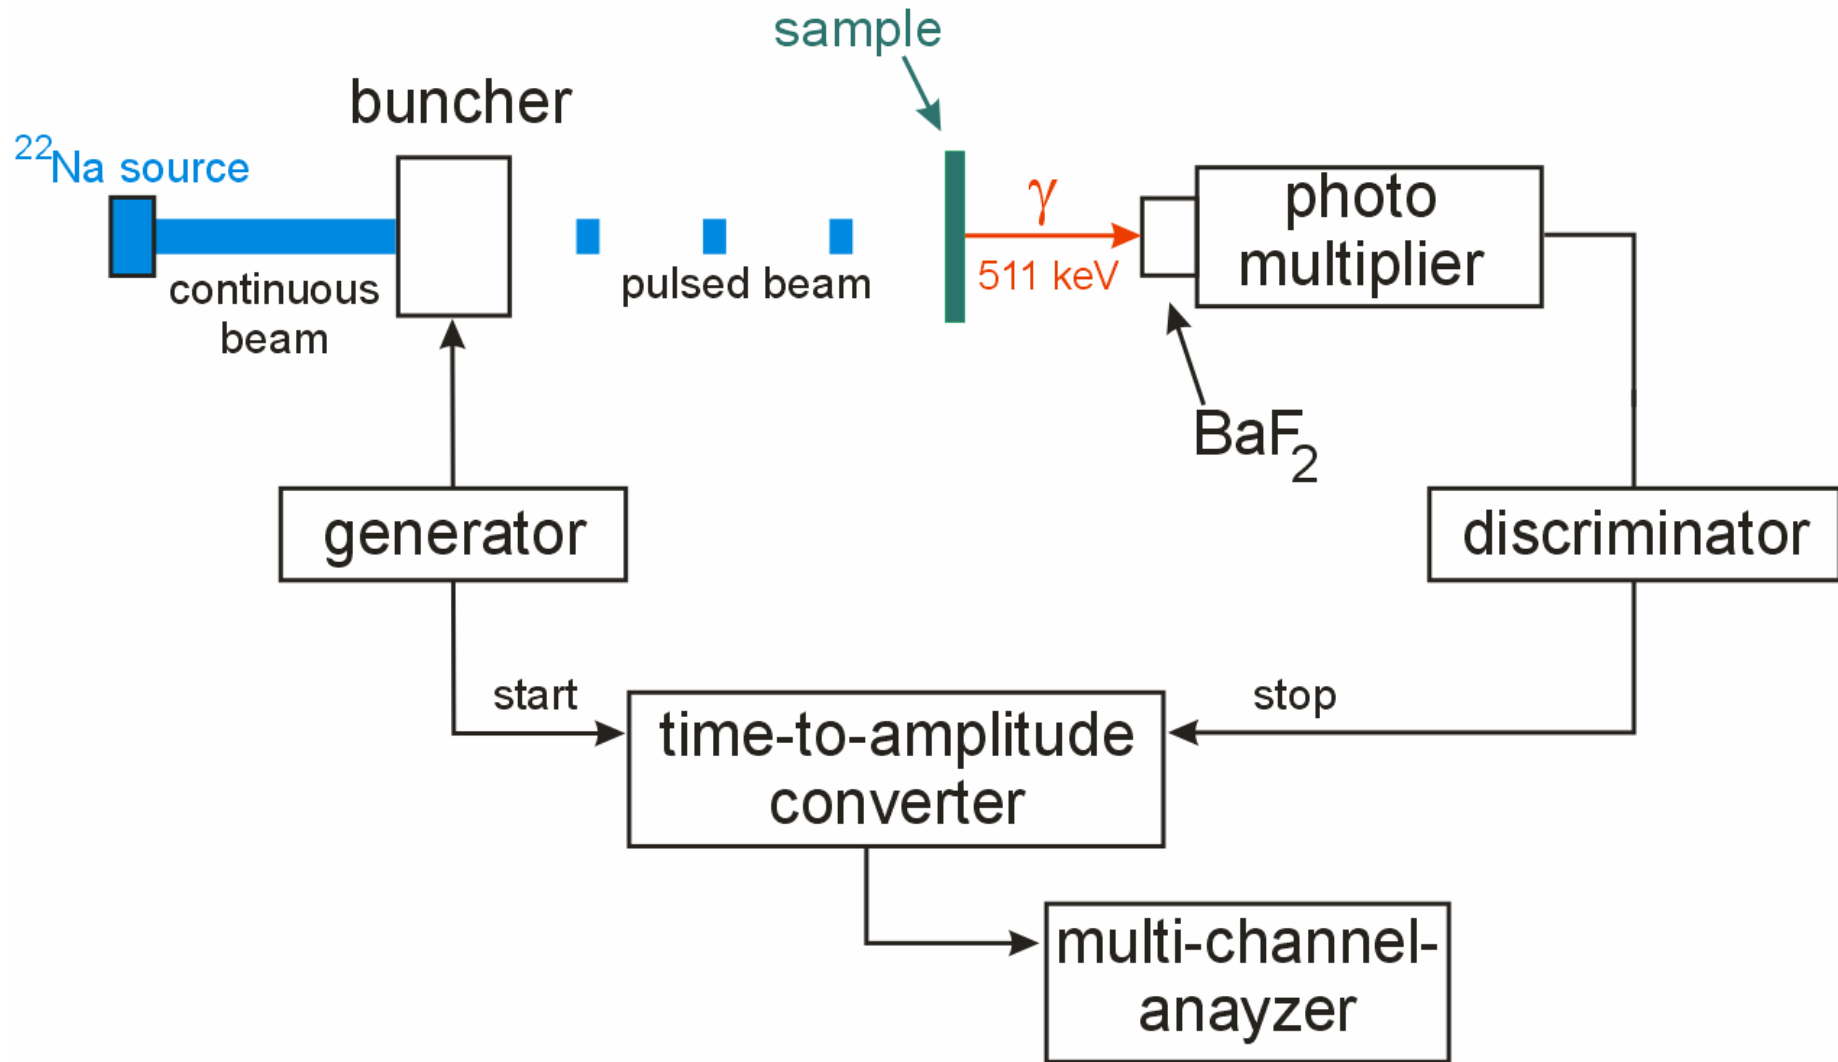 sample
buncher
²²Na source
γ
photo
multiplier
511 keV
continuous
beam
pulsed beam
BaF₂
generator
discriminator
start
stop
time-to-amplitude
converter
multi-channel-
anayzer